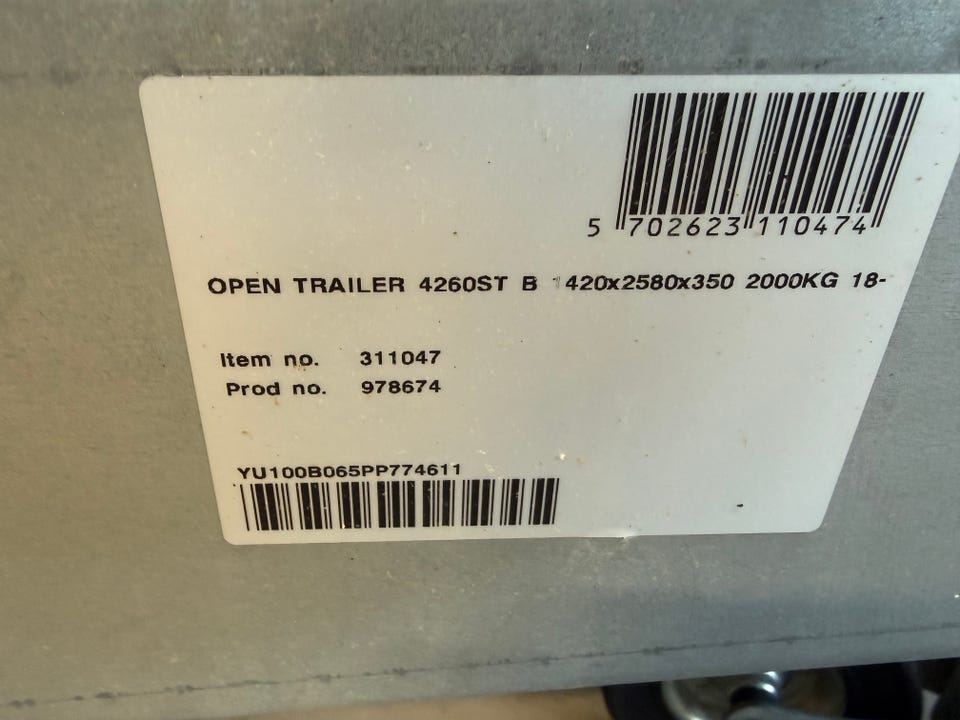 5 702623 110474
OPEN TRAILER 4260ST B 1420x2580x350 2000KG 18-
Item no. 311047
Prod no. 978674
YU100B065PP774611